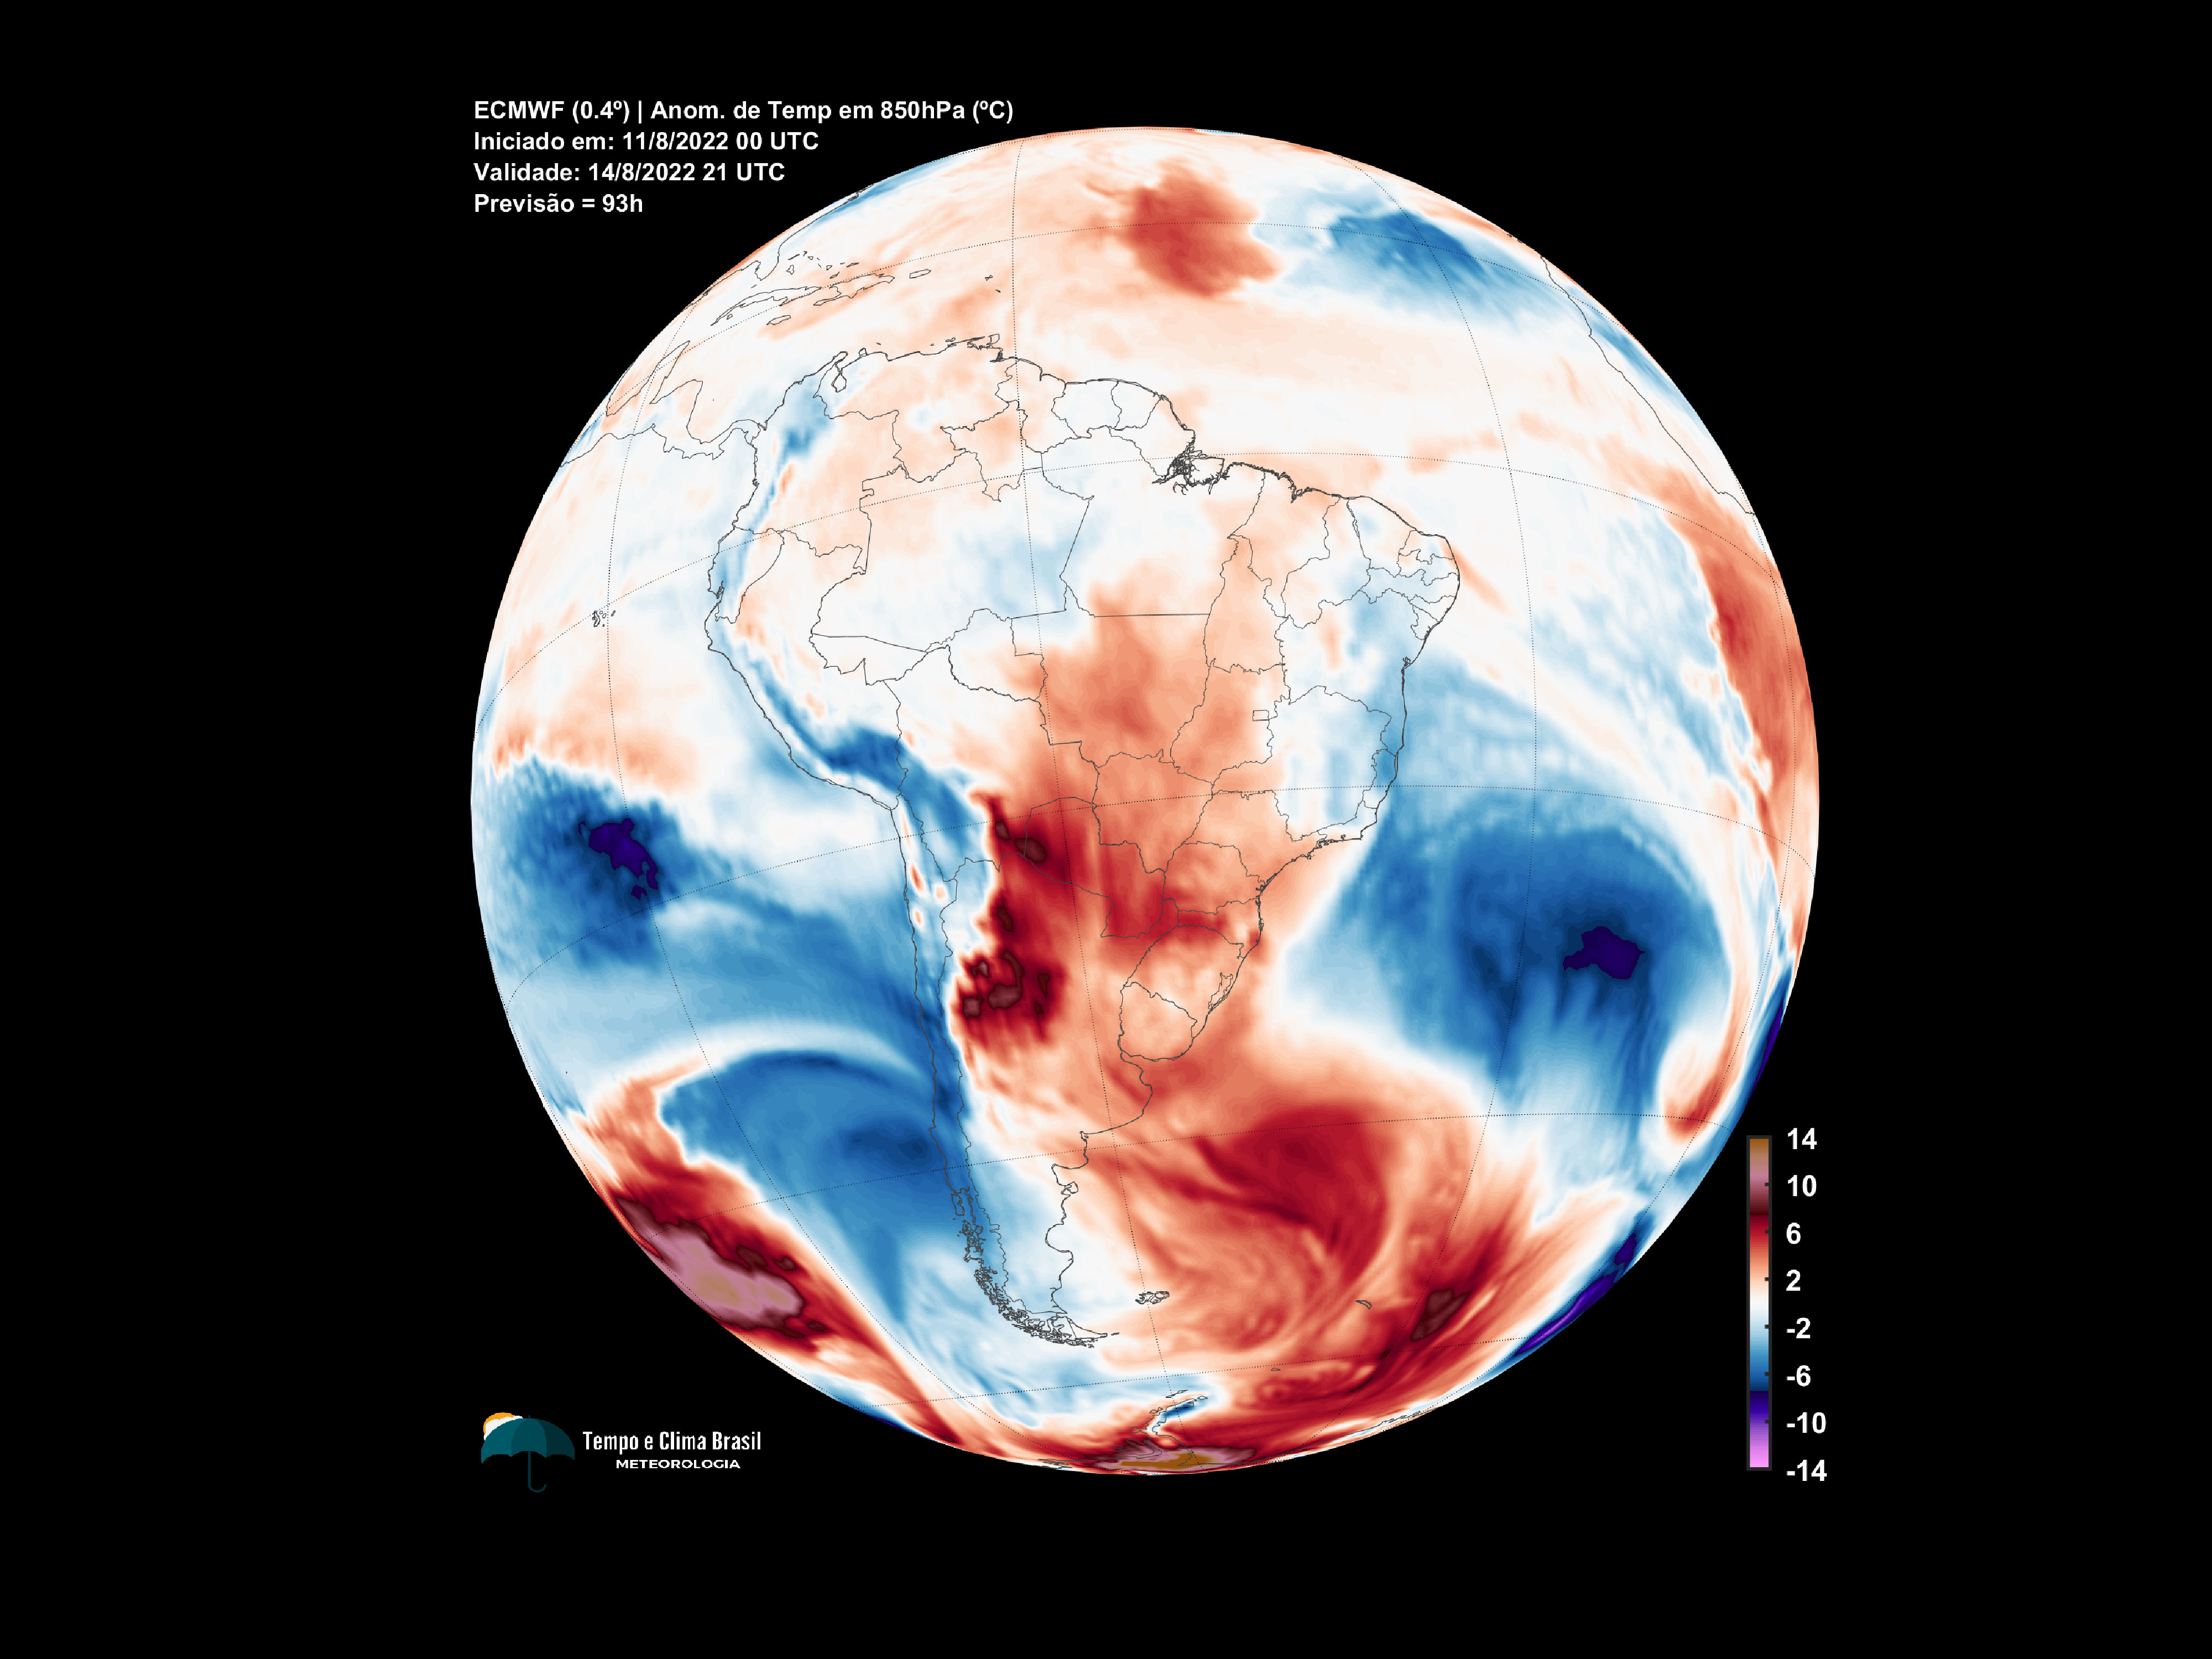 ECMWF (0.4º) | Anom. de Temp em 850hPa (ºC)
Iniciado em: 11/8/2022 00 UTC
Validade: 14/8/2022 21 UTC
Previsão = 93h
14
10
6
2
-2
-6
-10
-14
Tempo e Clima Brasil
METEOROLOGIA